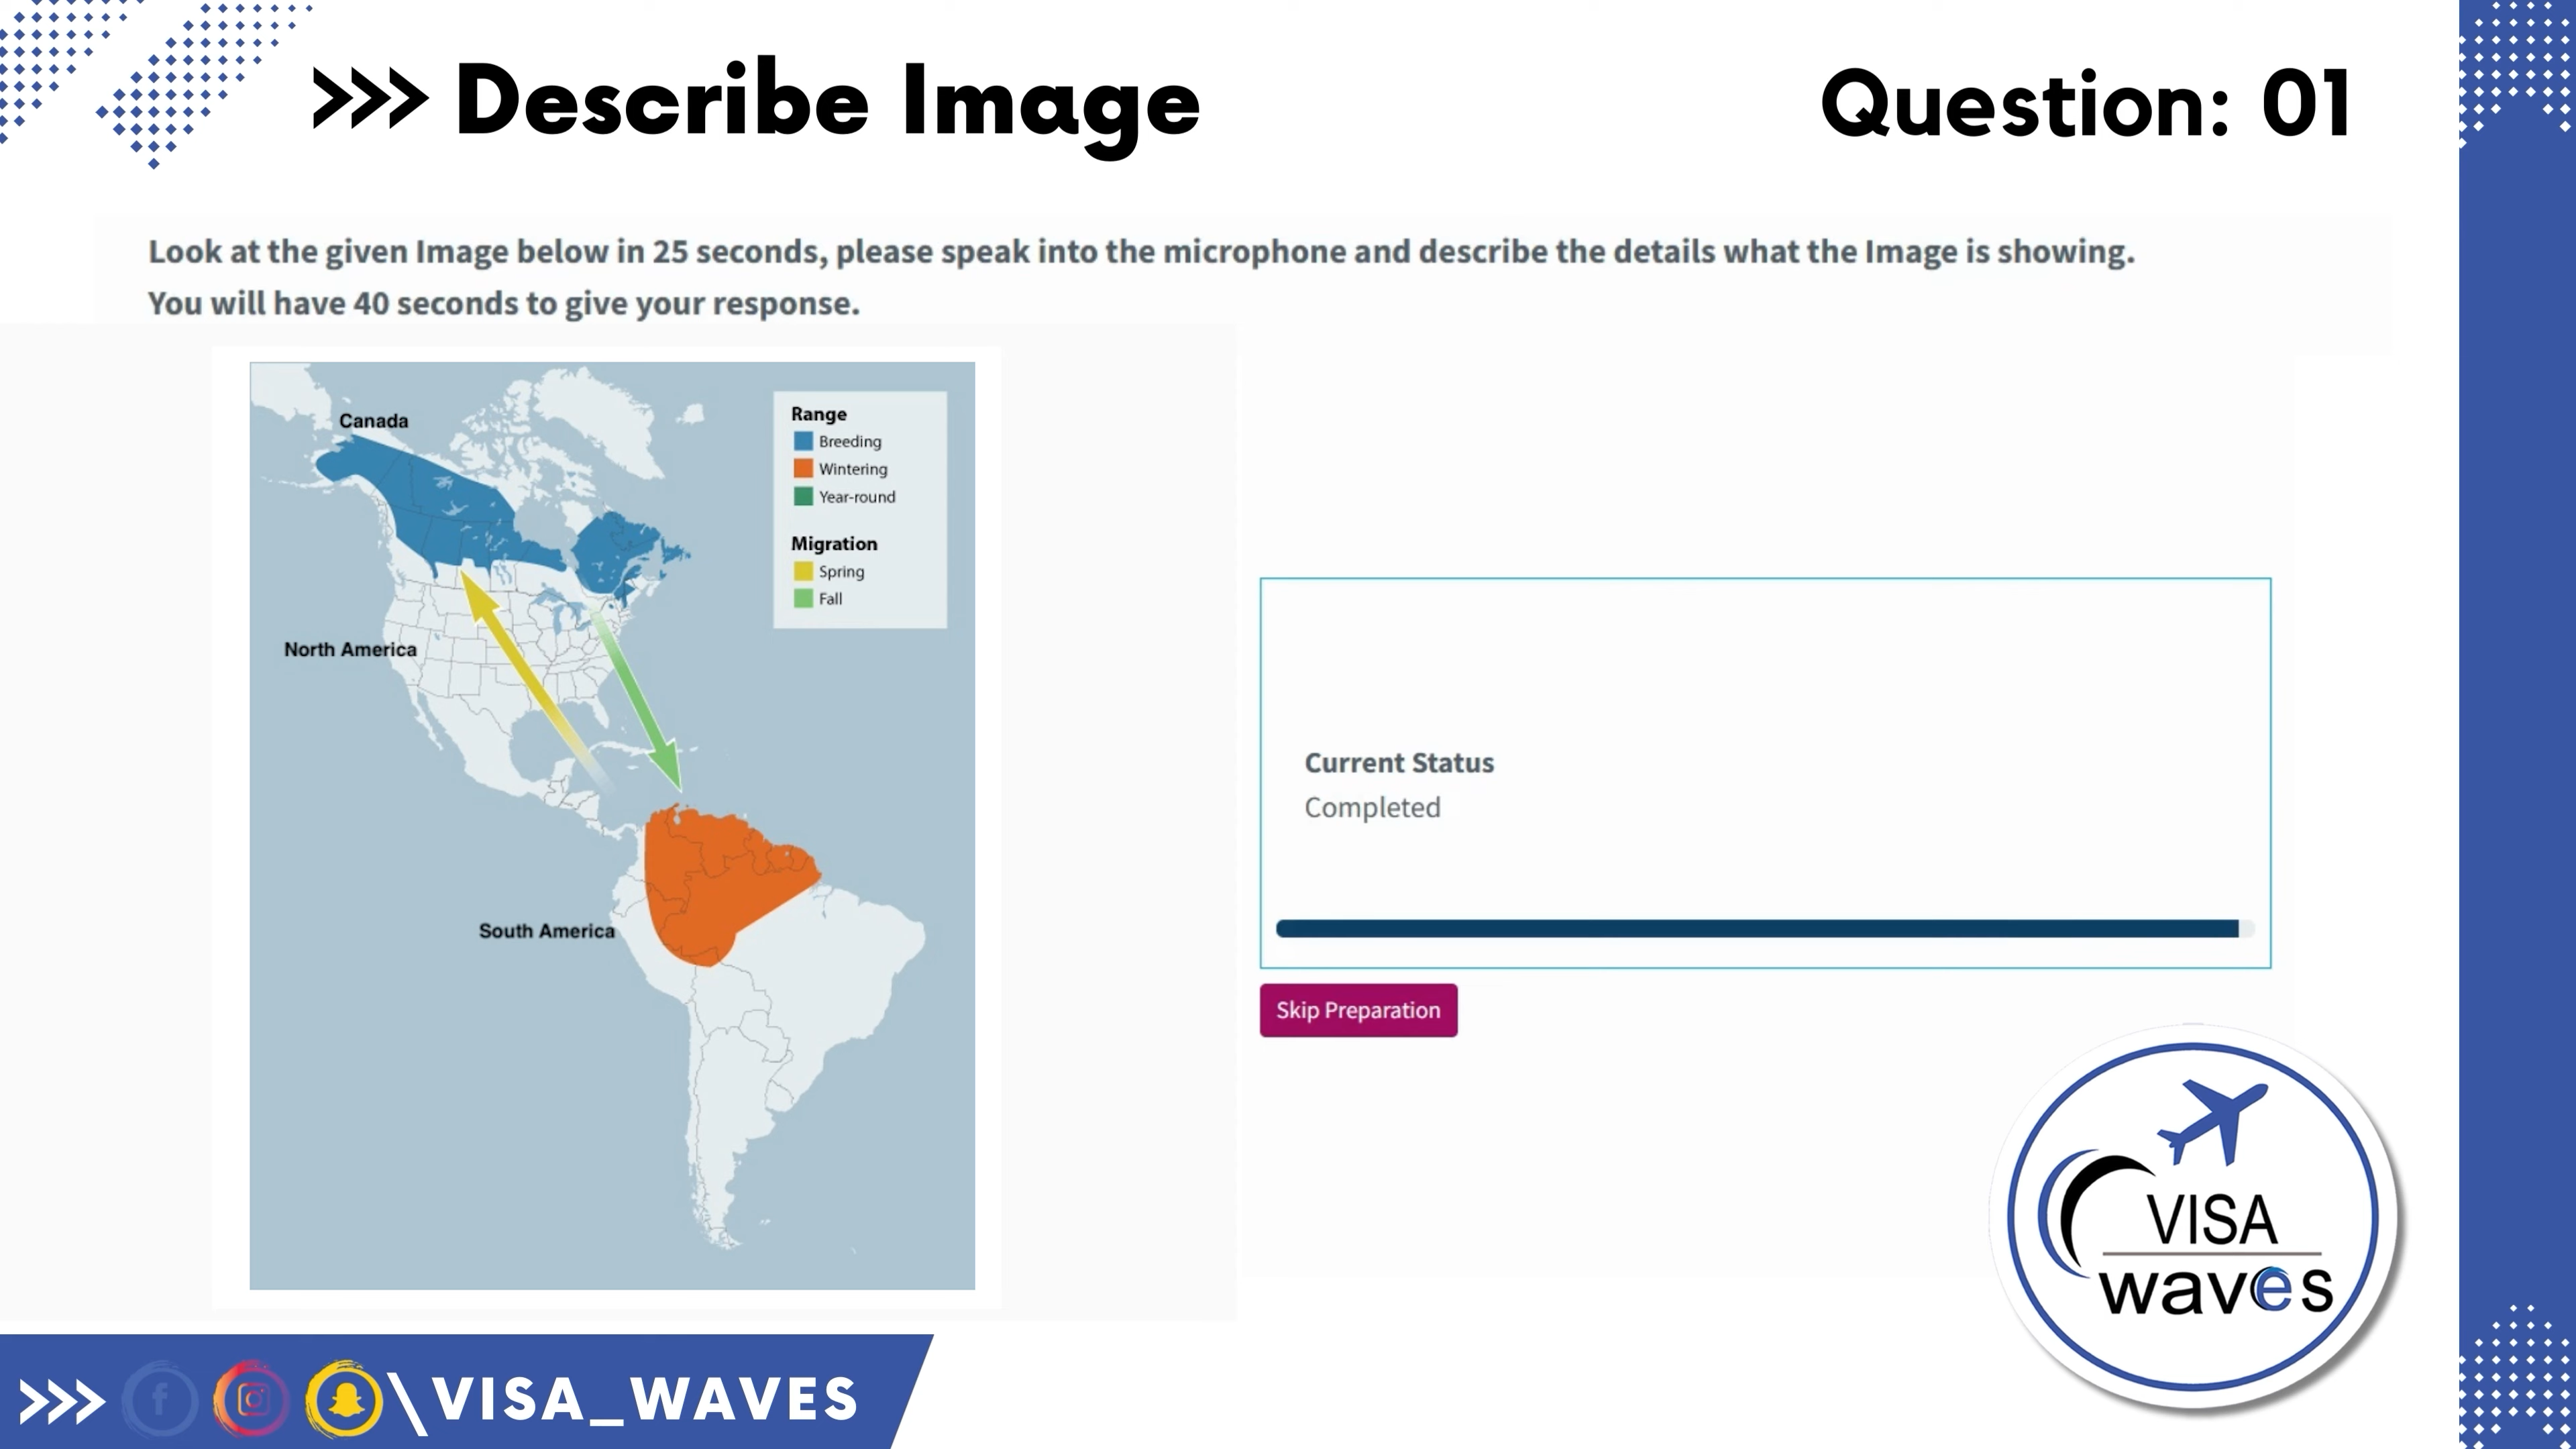 >>> Describe Image
Question: 01
Look at the given Image below in 25 seconds, please speak into the microphone and describe the details what the Image is showing.
You will have 40 seconds to give your response.
Canada
North America
South America
Range
Breeding
Wintering
Year-round
Migration
Spring
Fall
Current Status
Completed
Skip Preparation
VISA
waves
>>> f \VISA_WAVES